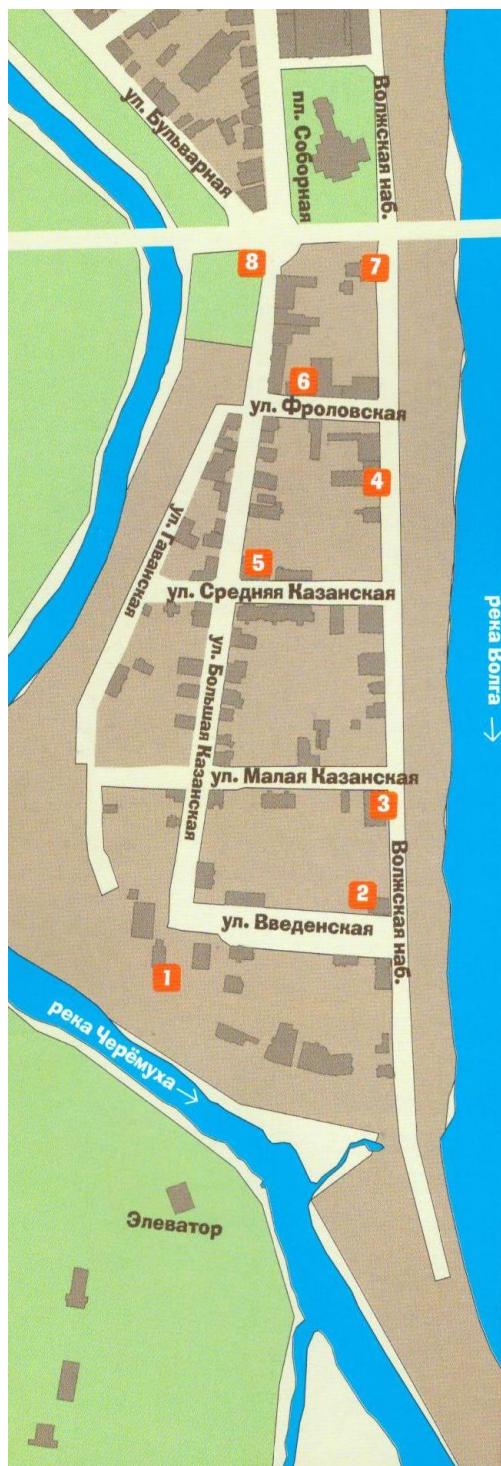 Волжская наб.
ул. Бульварная
пл. Соборная
8
7
6
ул. Фроловская
4
ул. Гаванская
5
ул. Средняя Казанская
река Волга →
ул. Большая Казанская
ул. Малая Казанская
3
Волжская наб.
2
ул. Введенская
1
река Черёмуха →
Элеватор